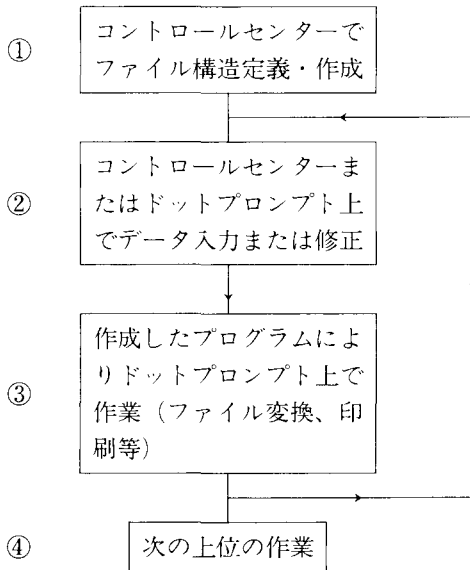 ①
コントロールセンターで
ファイル構造定義・作成
②
コントロールセンターま
たはドットプロンプト上
でデータ入力または修正
③
作成したプログラムによ
りドットプロンプト上で
作業（ファイル変換、印
刷等）
④
次の上位の作業